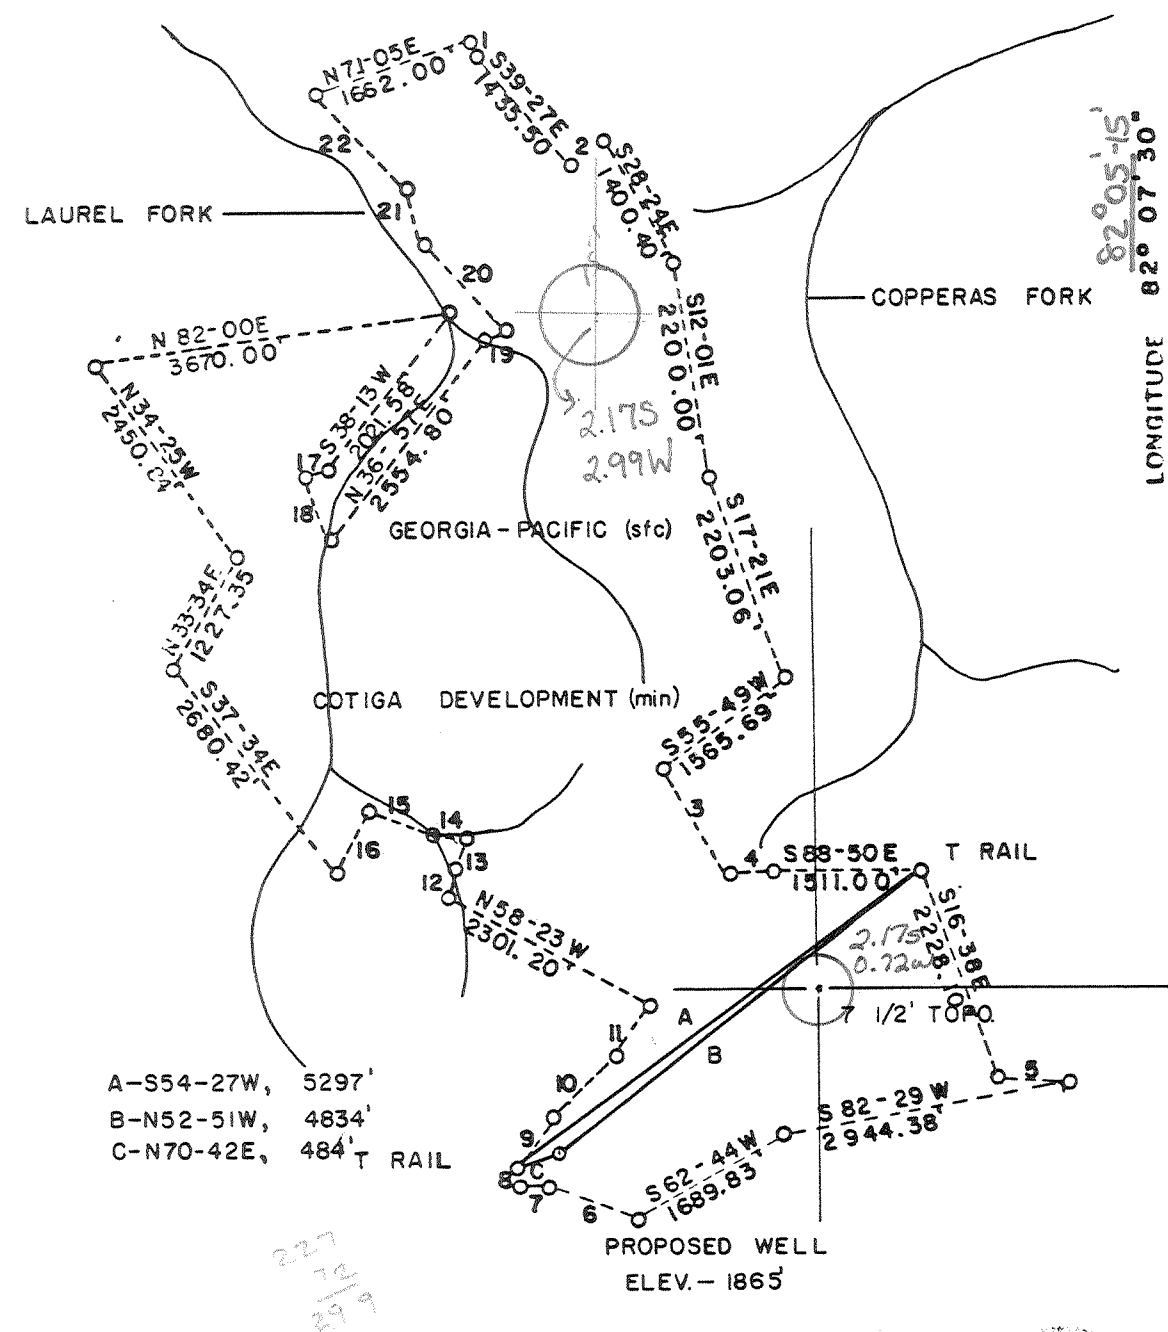 N71-05E
1662.00'
1
S39-27E
1435.50
2
S28-24E
1400.40
22
21
20
19
LAUREL FORK
COPPERAS FORK
82°05'-15'
LONGITUDE 82° 07' 30"
S12-01E
2200.00'
N 82-00E
3670.00'
N34-25W
S38-13W
2021.58'
2554.80'
17
18
2.17S
2.99W
GEORGIA-PACIFIC (sfc)
S17-21E
2203.06'
N33-34E
1227.35
S37-34E
2680.42'
COTIGA DEVELOPMENT (min)
S55-49W
1565.69'
3
4
S88-50E
1511.00'
T RAIL
15
14
16
13
12
N58-23W
2301.20'
S16-38E
2228.10
2.17s
0.72w
7 1/2' TOPO.
A
B
11
10
9
5
A-S54-27W, 5297'
B-N52-51W, 4834'
C-N70-42E, 484'
T RAIL
C
8
7
6
S62-44W
1689.83'
S82-29W
2944.38'
PROPOSED WELL
ELEV.- 1865'
227
72
299